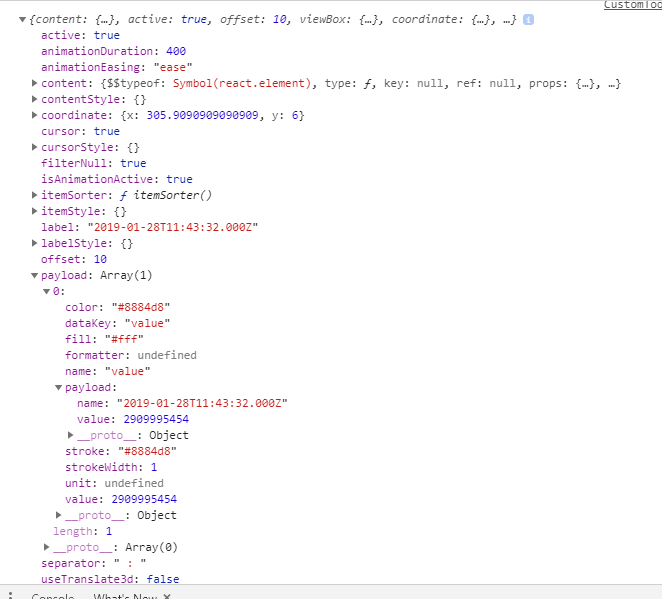 CustomToo
▼{content: {…}, active: true, offset: 10, viewBox: {…}, coordinate: {…}, …} i
active: true
animationDuration: 400
animationEasing: "ease"
▶content: {$$typeof: Symbol(react.element), type: ƒ, key: null, ref: null, props: {…}, …}
▶contentStyle: {}
▶coordinate: {x: 305.9090909090909, y: 6}
cursor: true
▶cursorStyle: {}
filterNull: true
isAnimationActive: true
▶itemSorter: ƒ itemSorter()
▶itemStyle: {}
label: "2019-01-28T11:43:32.000Z"
▶labelStyle: {}
offset: 10
▼payload: Array(1)
▼0:
color: "#8884d8"
dataKey: "value"
fill: "#fff"
formatter: undefined
name: "value"
▼payload:
name: "2019-01-28T11:43:32.000Z"
value: 2909995454
▶__proto__: Object
stroke: "#8884d8"
strokeWidth: 1
unit: undefined
value: 2909995454
▶__proto__: Object
length: 1
▶__proto__: Array(0)
separator: " : "
useTranslate3d: false
Console What's New ×